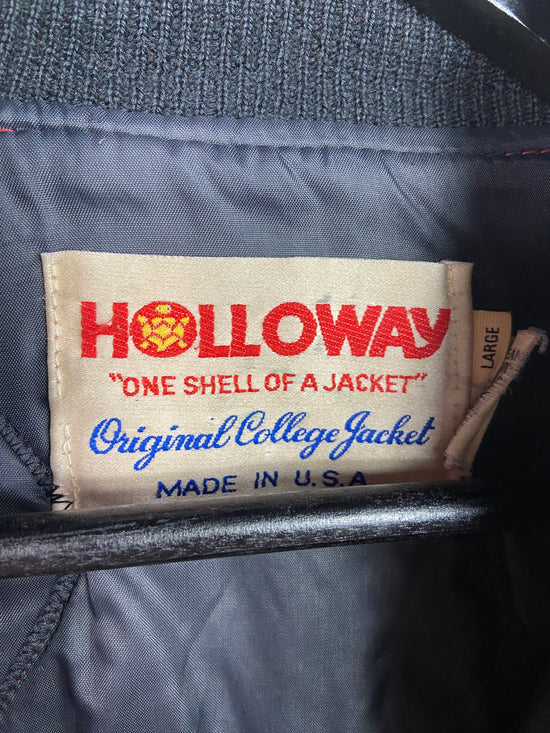 HOLLOWAY
"ONE SHELL OF A JACKET"
Original College Jacket
MADE IN U.S.A
LARGE